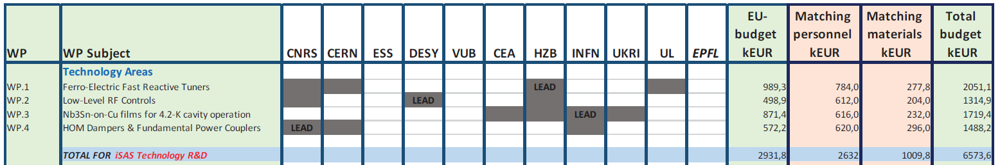 WP WP Subject CNRS CERN ESS DESY VUB CEA HZB INFN UKRI UL EPFL EU-budget kEUR Matching personnel kEUR Matching materials kEUR Total budget kEUR
Technology Areas
WP.1 Ferro-Electric Fast Reactive Tuners LEAD 989,3 784,0 277,8 2051,1
WP.2 Low-Level RF Controls LEAD 498,9 612,0 204,0 1314,9
WP.3 Nb3Sn-on-Cu films for 4.2-K cavity operation LEAD 871,4 616,0 232,0 1719,4
WP.4 HOM Dampers & Fundamental Power Couplers LEAD 572,2 620,0 296,0 1488,2
TOTAL FOR iSAS Technology R&D 2931,8 2632 1009,8 6573,6